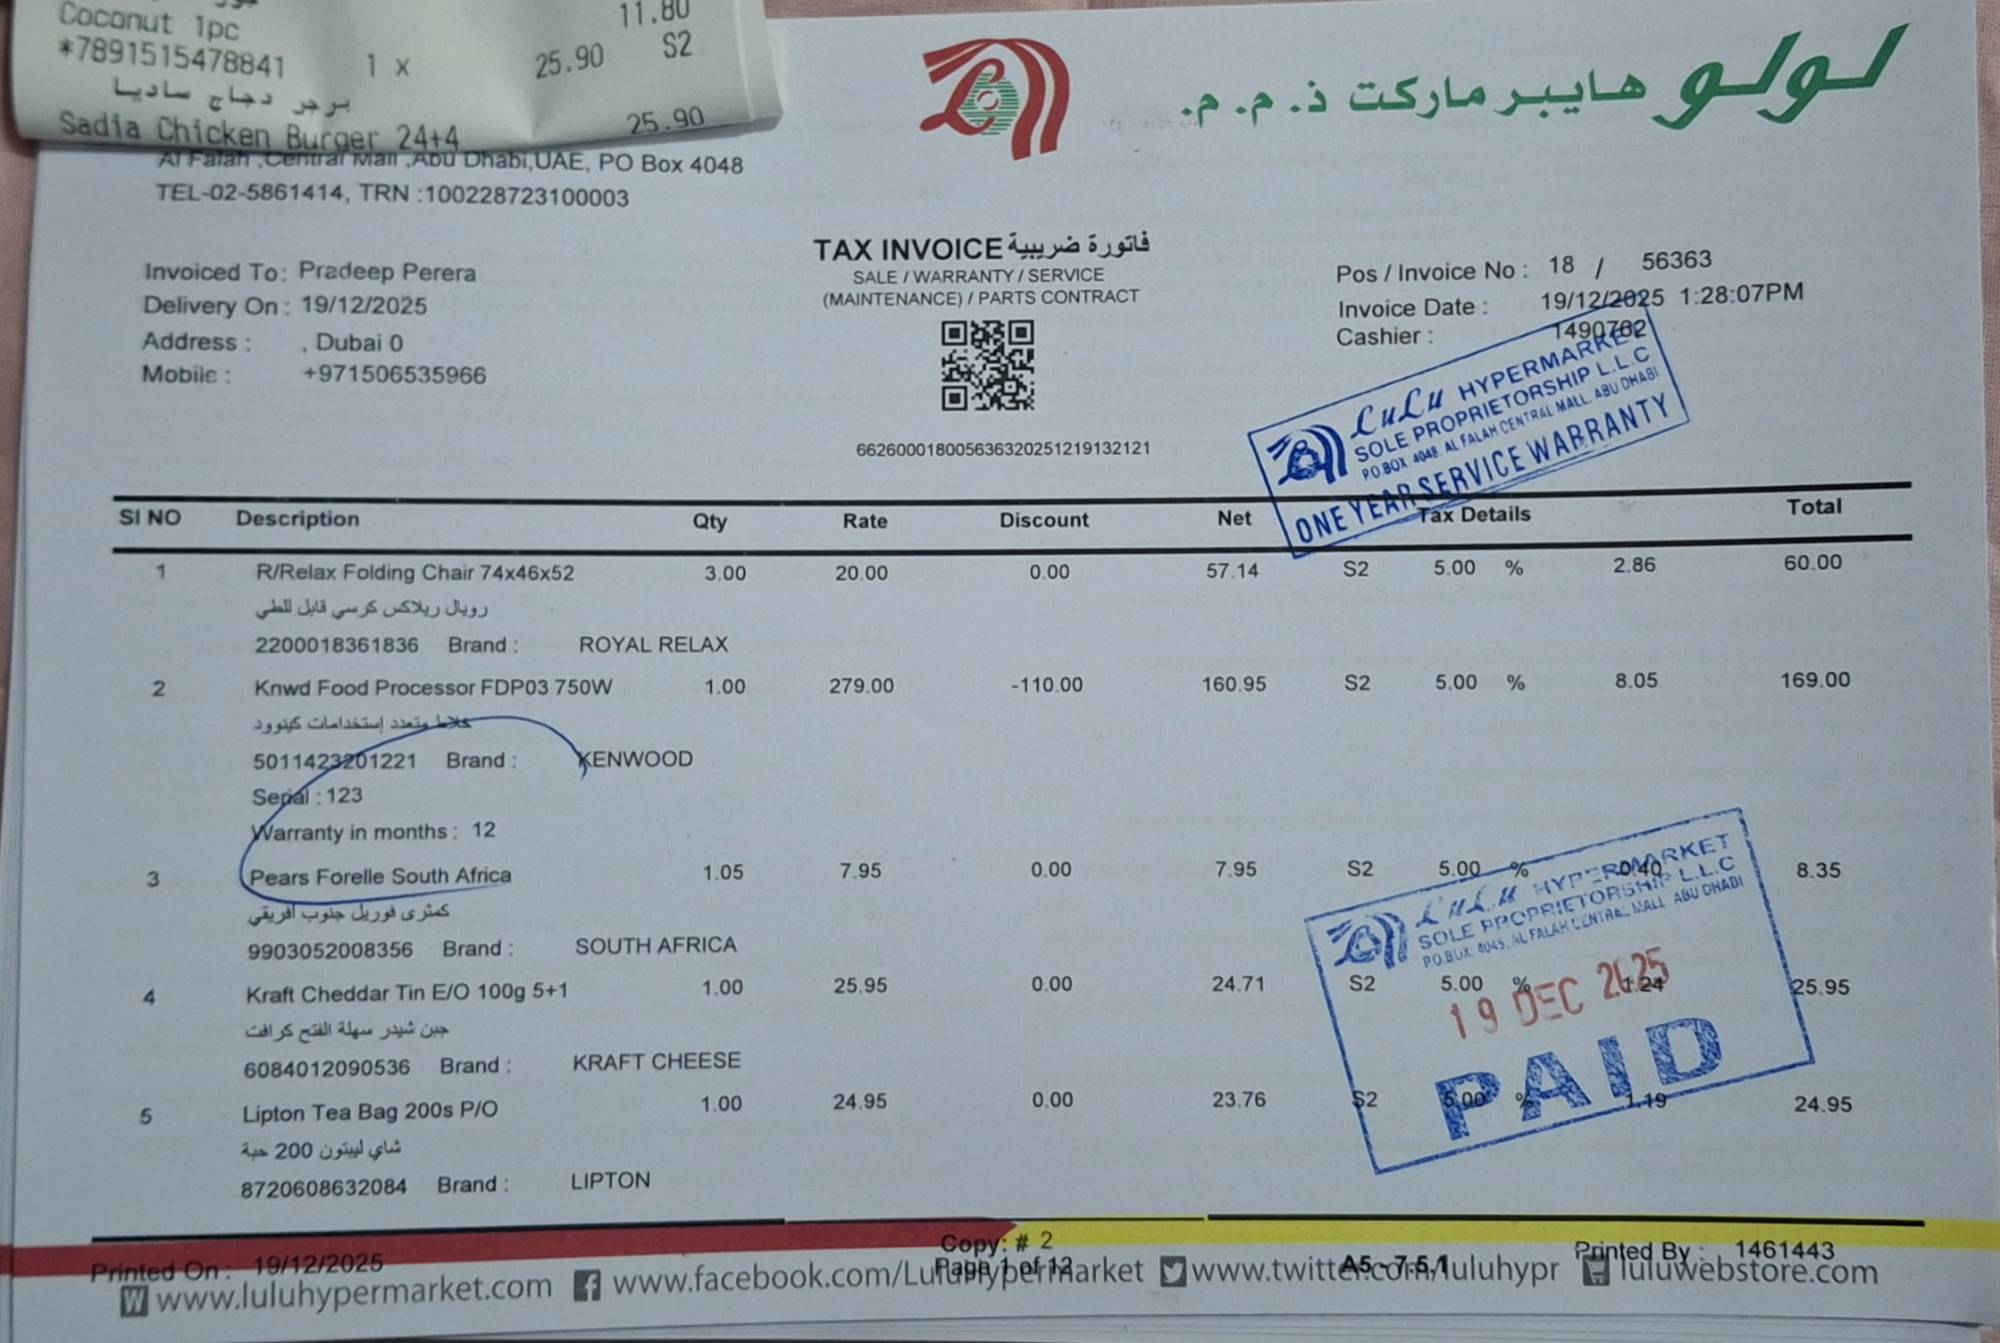 Coconut 1pc 11.80
*7891515478841 1 x 25.90 S2
برجر دجاج ساديا
Sadia Chicken Burger 24+4 25.90
لولو هايبر ماركت ذ.م.م.
Al Falah ,Central Mall ,Abu Dhabi,UAE, PO Box 4048
TEL-02-5861414, TRN :100228723100003
TAX INVOICE فاتورة ضريبية
SALE / WARRANTY / SERVICE
(MAINTENANCE) / PARTS CONTRACT
Invoiced To: Pradeep Perera
Delivery On : 19/12/2025
Address : , Dubai 0
Mobile : +971506535966
Pos / Invoice No : 18 / 56363
Invoice Date : 19/12/2025 1:28:07PM
Cashier : 1490762
66260001800563632025121913212​1
LuLu HYPERMARKET
SOLE PROPRIETORSHIP L.L.C
P.O.BOX. 4048. AL FALAH CENTRAL MALL. ABU DHABI
ONE YEAR SERVICE WARRANTY
SI NO Description Qty Rate Discount Net Tax Details Total
1 R/Relax Folding Chair 74x46x52 3.00 20.00 0.00 57.14 S2 5.00 % 2.86 60.00
رويال ريلاكس كرسي قابل للطي
2200018361836 Brand : ROYAL RELAX
2 Knwd Food Processor FDP03 750W 1.00 279.00 -110.00 160.95 S2 5.00 % 8.05 169.00
خلاط متعدد إستخدامات كينوود
5011423201221 Brand : KENWOOD
Serial : 123
Warranty in months : 12
3 Pears Forelle South Africa 1.05 7.95 0.00 7.95 S2 5.00 % 0.40 8.35
كمثرى فوريل جنوب أفريقي
9903052008356 Brand : SOUTH AFRICA
4 Kraft Cheddar Tin E/O 100g 5+1 1.00 25.95 0.00 24.71 S2 5.00 % 1.24 25.95
جبن شيدر سهلة الفتح كرافت
6084012090536 Brand : KRAFT CHEESE
5 Lipton Tea Bag 200s P/O 1.00 24.95 0.00 23.76 S2 5.00 % 1.19 24.95
شاي ليبتون 200 حبة
8720608632084 Brand : LIPTON
LuLu HYPERMARKET
SOLE PROPRIETORSHIP L.L.C
P.O.BOX. 4048, AL FALAH CENTRAL MALL ABU DHABI
19 DEC 2025
PAID
Printed On : 19/12/2025
Copy: # 2
Page 1 of 12
A5 - 7.5.1
Printed By : 1461443
www.luluhypermarket.com www.facebook.com/LuluHypermarket www.twitter.com/luluhypr luluwebstore.com